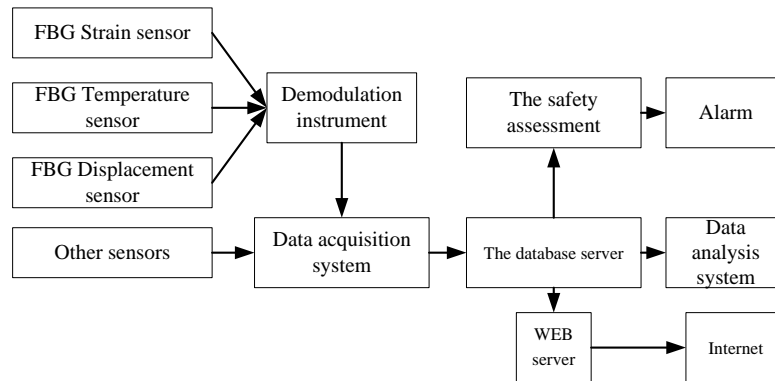 FBG Strain sensor
FBG Temperature
sensor
FBG Displacement
sensor
Other sensors
Demodulation
instrument
Data acquisition
system
The safety
assessment
Alarm
The database server
Data
analysis
system
WEB
server
Internet